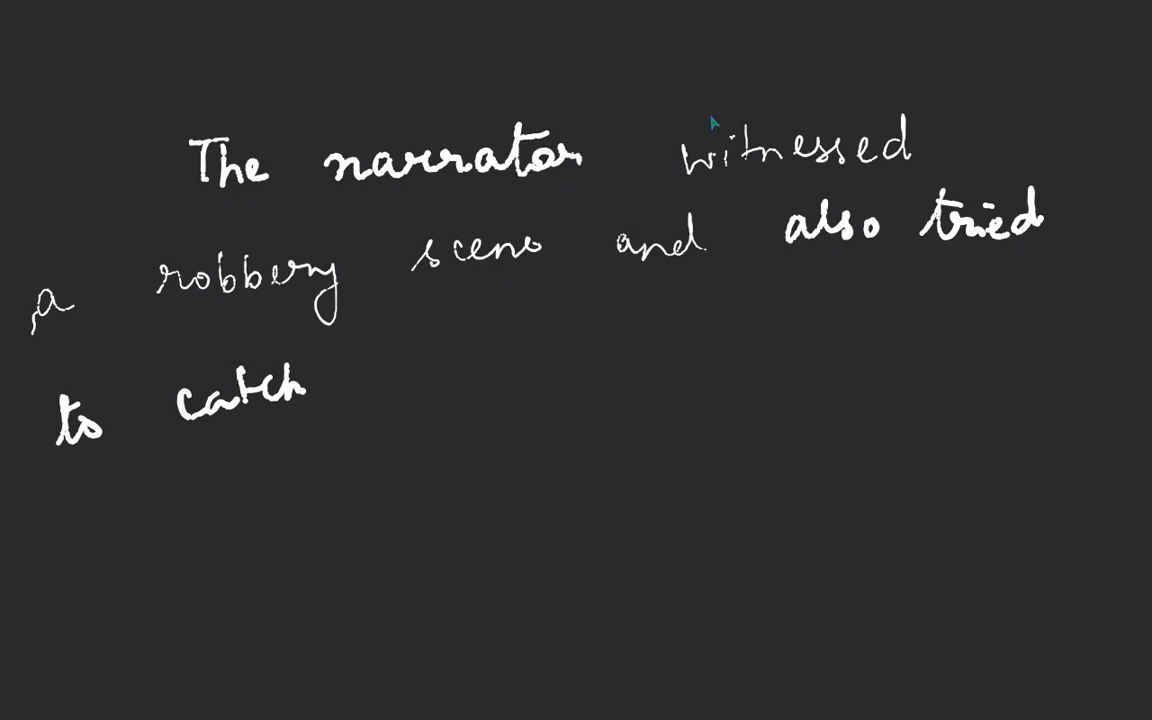 The narrator witnessed
a robbery scene and also tried
to catch